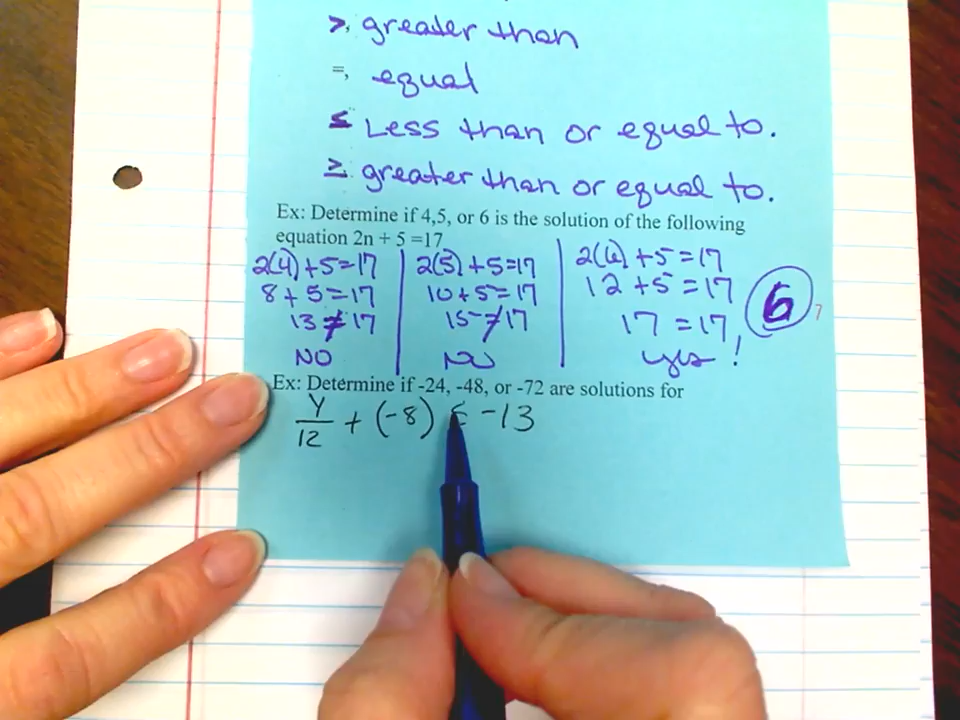 >, greater than
=, equal
≤ Less than or equal to.
≥ greater than or equal to.
Ex: Determine if 4,5, or 6 is the solution of the following
equation 2n + 5 =17
2(4) +5=17 2(5) +5=17 2(6) +5=17
8+5=17 10+5=17 12+5=17
13≠17 15≠17 17=17 6
NO NO yes!
Ex: Determine if -24, -48, or -72 are solutions for
Y/12 + (-8) ≤ -13